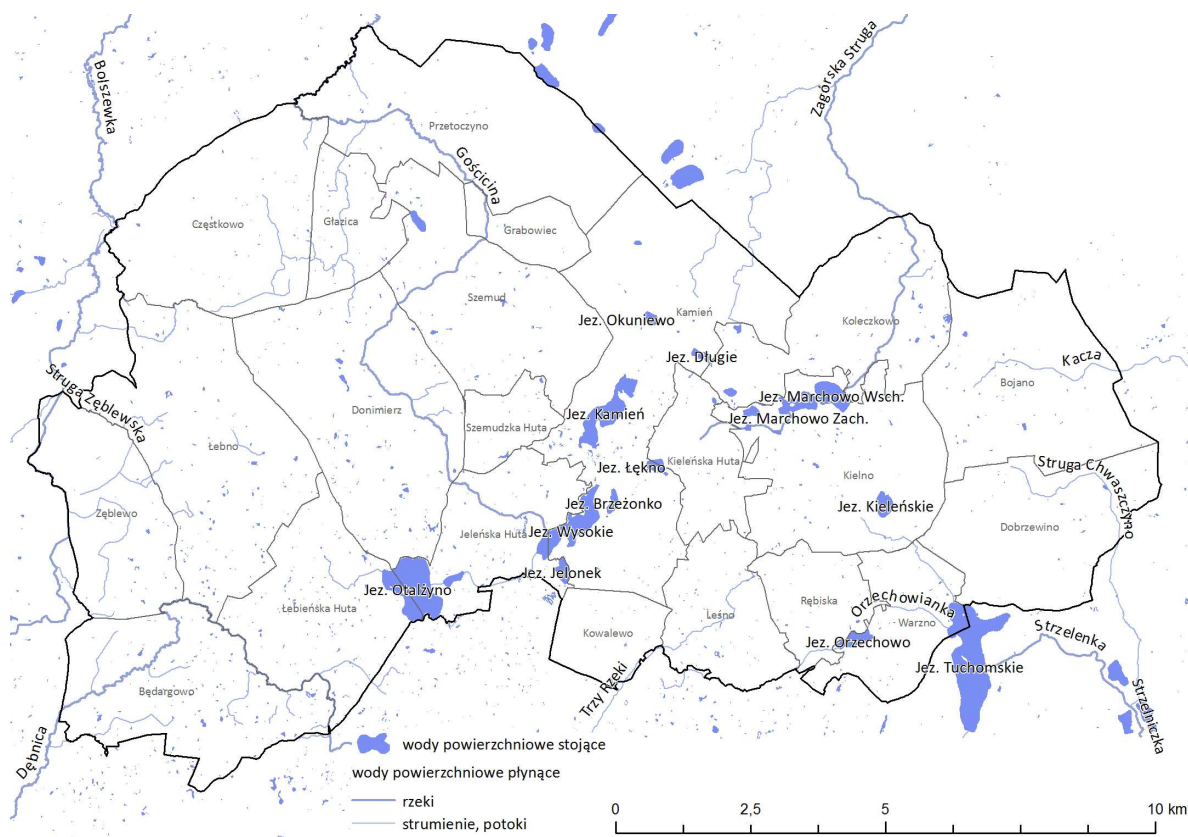 Bolszewka
Zagórska Struga
Przetoczyno
Gościcina
Częstkowo
Głazica
Grabowiec
Szemud
Jez. Okuniewo
Kamień
Koleczkowo
Jez. Długie
Kacza
Bojano
Struga Zęblewska
Donimierz
Jez. Kamień
Jez. Marchowo Wsch.
Jez. Marchowo Zach.
Szemudzka Huta
Łebno
Jez. Łękno
Kieleńska Huta
Kielno
Struga Chwaszczyno
Zęblewo
Jez. Brzeżonko
Jez. Kieleńskie
Jeleńska Huta
Jez. Wysokie
Dobrzewino
Jez. Jelonek
Jez. Otalżyno
Łebieńska Huta
Rębiska
Orzechowianka
Leśno
Warzno
Kowalewo
Jez. Orzechowo
Strzelenka
Jez. Tuchomskie
Będargowo
Trzy Rzeki
Strzelniczka
Dębnica
wody powierzchniowe stojące
wody powierzchniowe płynące
rzeki
strumienie, potoki
0 2,5 5 10 km